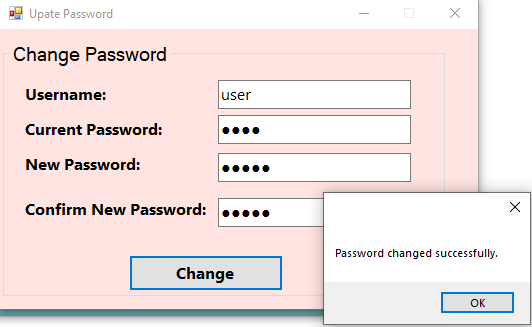 Upate Password
Change Password
Username: user
Current Password: ●●●●
New Password: ●●●●●
Confirm New Password: ●●●●●
Change
Password changed successfully.
OK